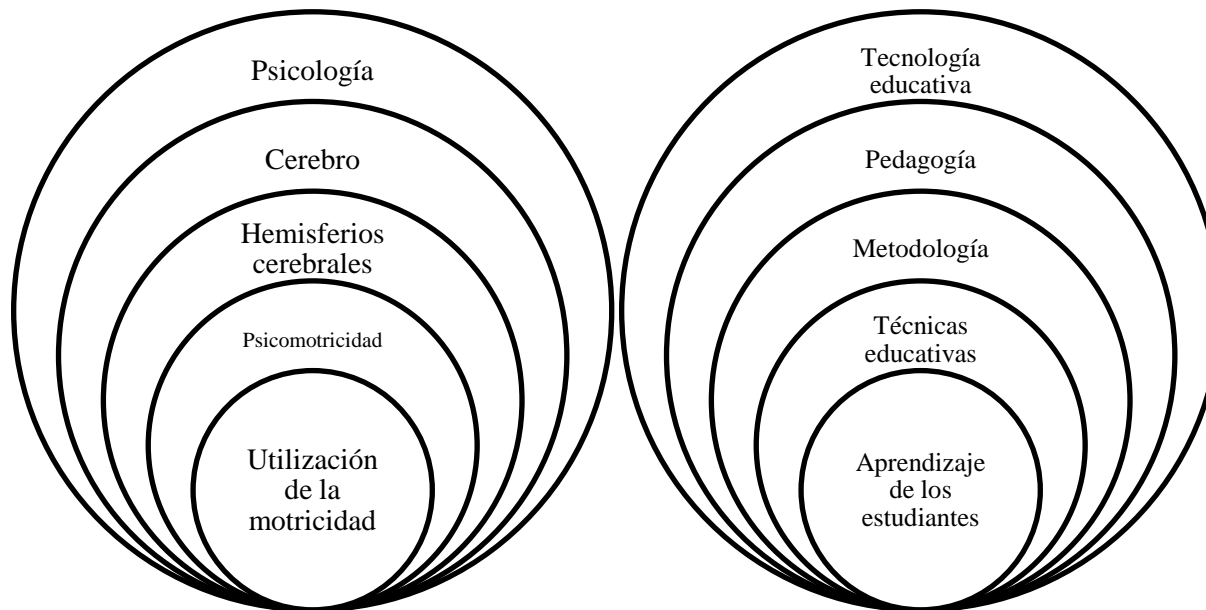 Psicología
Cerebro
Hemisferios
cerebrales
Psicomotricidad
Utilización
de la
motricidad
Tecnología
educativa
Pedagogía
Metodología
Técnicas
educativas
Aprendizaje
de los
estudiantes